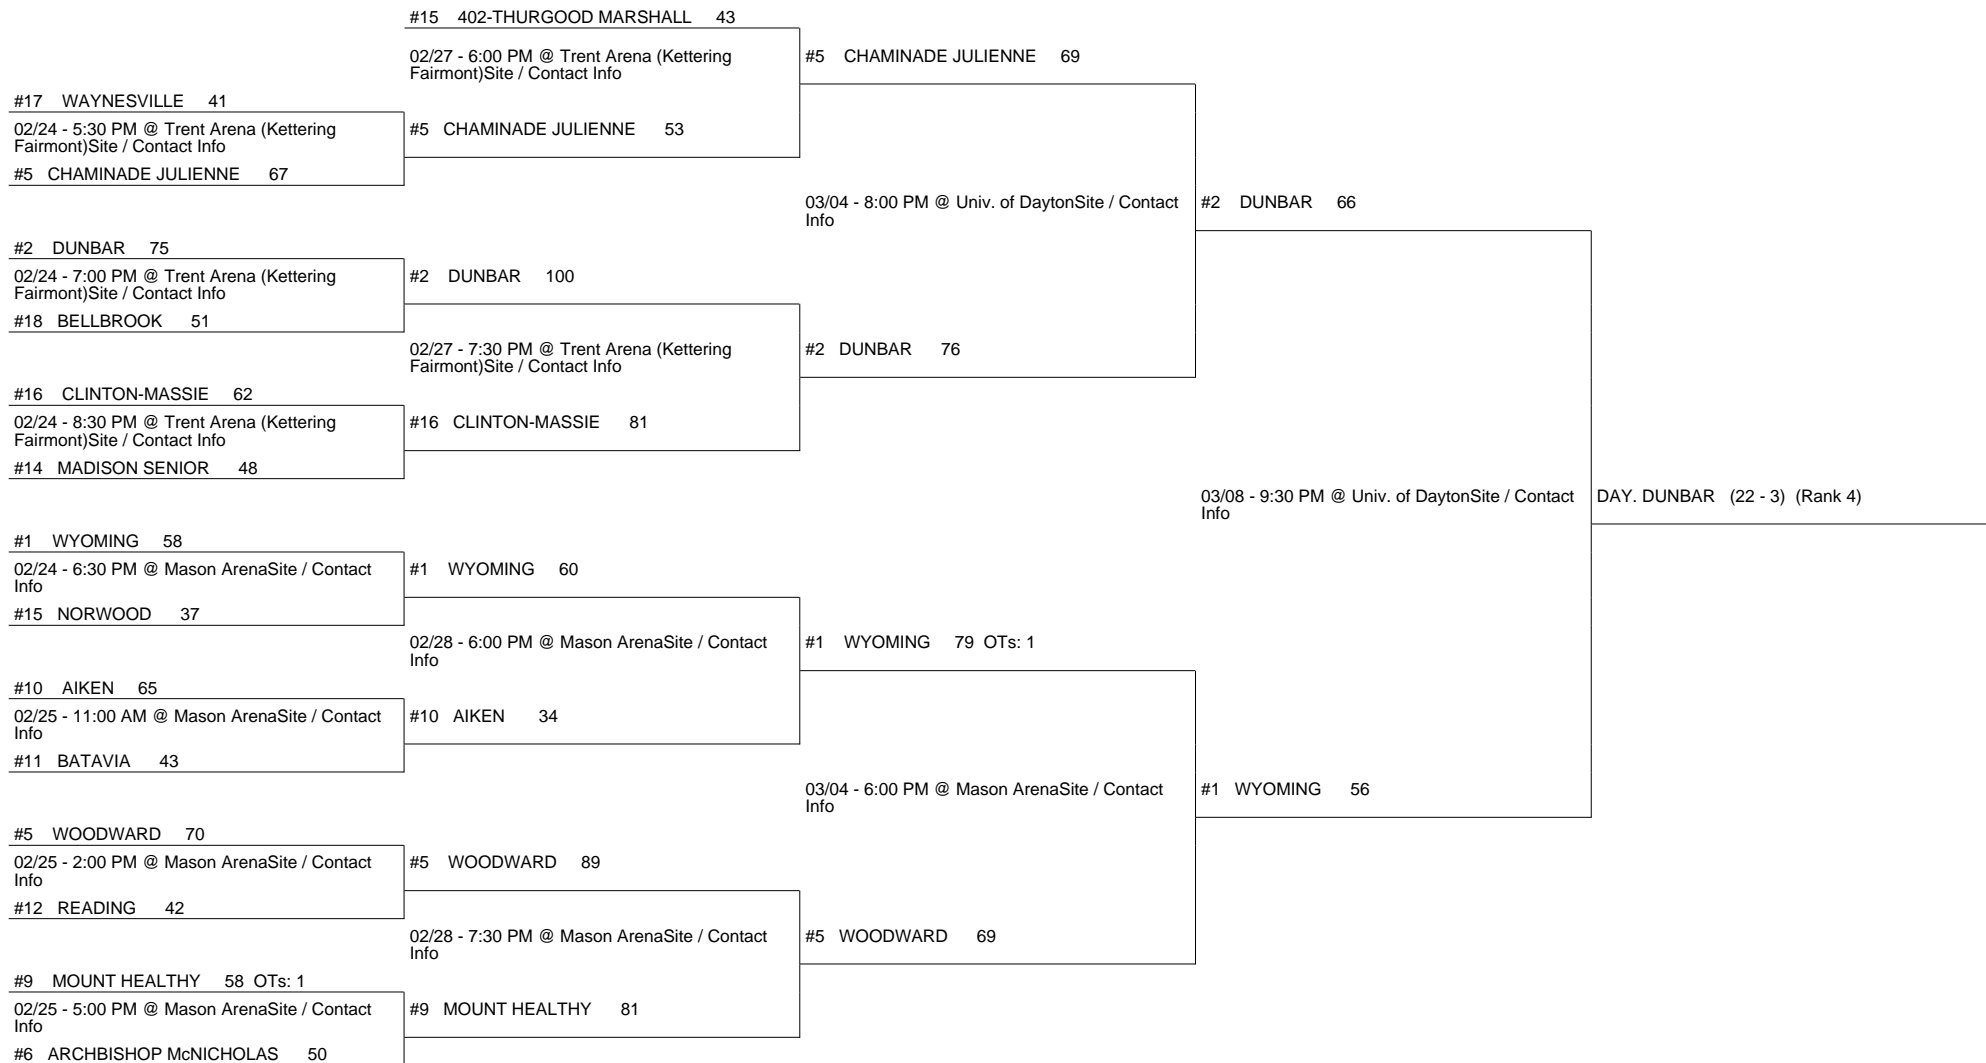 #15 402-THURGOOD MARSHALL 43
02/27 - 6:00 PM @ Trent Arena (Kettering
Fairmont)Site / Contact Info
#5 CHAMINADE JULIENNE 69
#17 WAYNESVILLE 41
02/24 - 5:30 PM @ Trent Arena (Kettering
Fairmont)Site / Contact Info
#5 CHAMINADE JULIENNE 53
#5 CHAMINADE JULIENNE 67
03/04 - 8:00 PM @ Univ. of DaytonSite / Contact
Info
#2 DUNBAR 66
#2 DUNBAR 75
02/24 - 7:00 PM @ Trent Arena (Kettering
Fairmont)Site / Contact Info
#2 DUNBAR 100
#18 BELLBROOK 51
02/27 - 7:30 PM @ Trent Arena (Kettering
Fairmont)Site / Contact Info
#2 DUNBAR 76
#16 CLINTON-MASSIE 62
02/24 - 8:30 PM @ Trent Arena (Kettering
Fairmont)Site / Contact Info
#16 CLINTON-MASSIE 81
#14 MADISON SENIOR 48
03/08 - 9:30 PM @ Univ. of DaytonSite / Contact
Info
DAY. DUNBAR (22 - 3) (Rank 4)
#1 WYOMING 58
02/24 - 6:30 PM @ Mason ArenaSite / Contact
Info
#1 WYOMING 60
#15 NORWOOD 37
02/28 - 6:00 PM @ Mason ArenaSite / Contact
Info
#1 WYOMING 79 OTs: 1
#10 AIKEN 65
02/25 - 11:00 AM @ Mason ArenaSite / Contact
Info
#10 AIKEN 34
#11 BATAVIA 43
03/04 - 6:00 PM @ Mason ArenaSite / Contact
Info
#1 WYOMING 56
#5 WOODWARD 70
02/25 - 2:00 PM @ Mason ArenaSite / Contact
Info
#5 WOODWARD 89
#12 READING 42
02/28 - 7:30 PM @ Mason ArenaSite / Contact
Info
#5 WOODWARD 69
#9 MOUNT HEALTHY 58 OTs: 1
02/25 - 5:00 PM @ Mason ArenaSite / Contact
Info
#9 MOUNT HEALTHY 81
#6 ARCHBISHOP McNICHOLAS 50